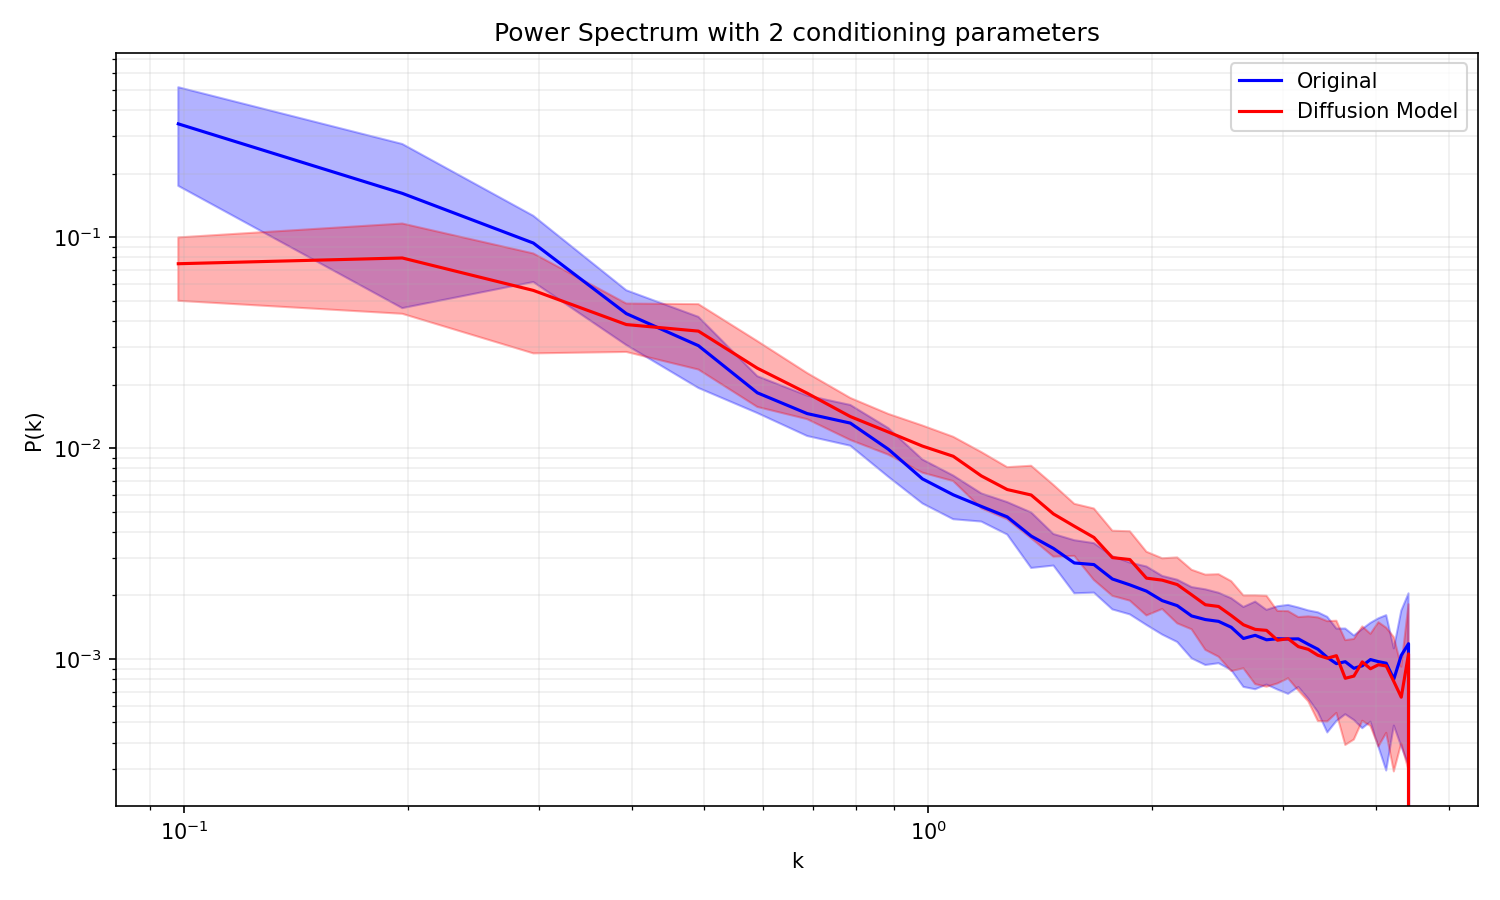 Power Spectrum with 2 conditioning parameters
Original
Diffusion Model
P(k)
10⁻¹
10⁻²
10⁻³
10⁻¹
10⁰
k